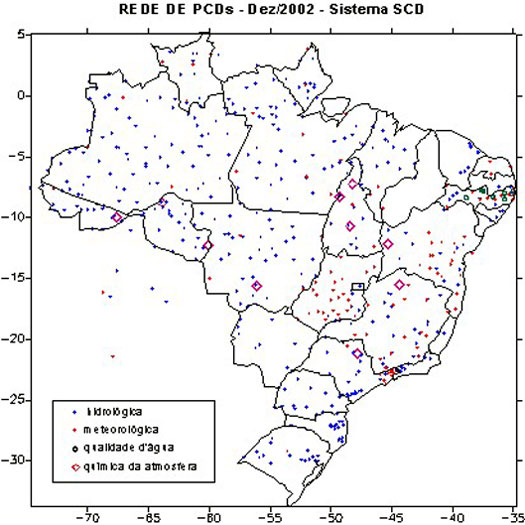 REDE DE PCDs - Dez/2002 - Sistema SCD
5
0
-5
-10
-15
-20
-25
-30
hidrológica
meteorológica
qualidade d'água
química da atmosfera
-70 -65 -60 -55 -50 -45 -40 -35